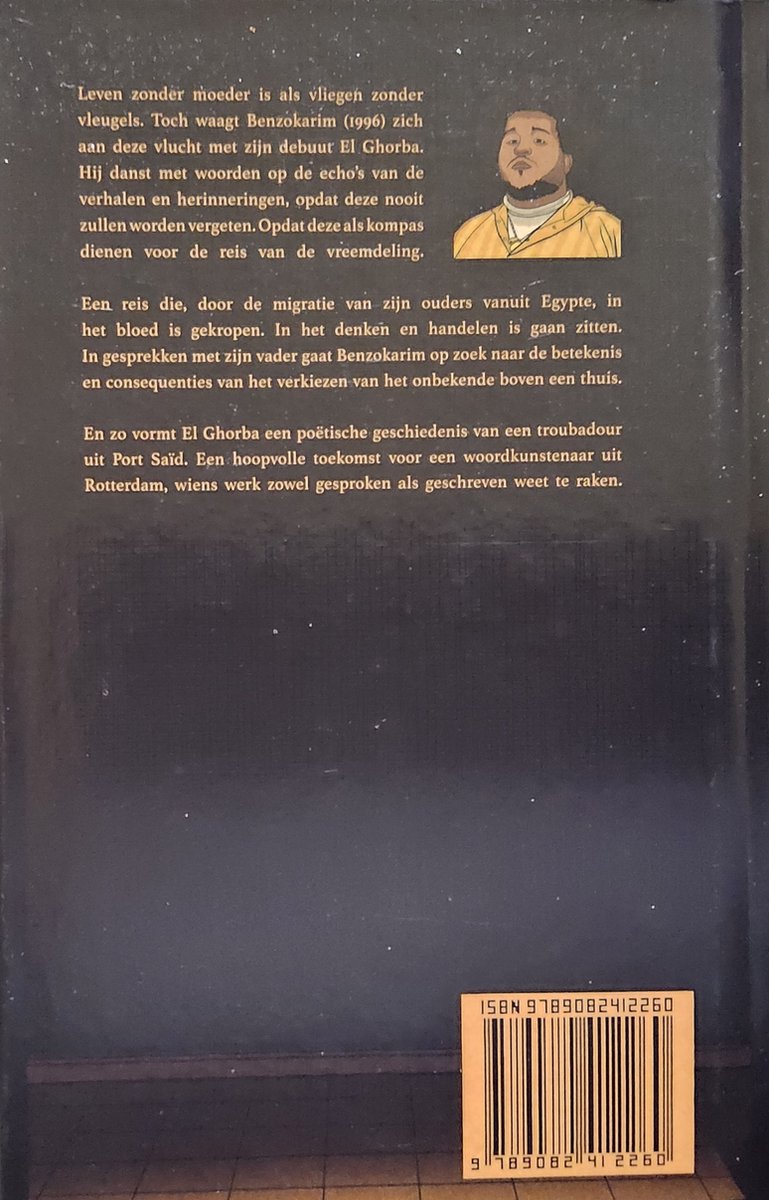 Leven zonder moeder is als vliegen zonder
vleugels. Toch waagt Benzokarim (1996) zich
aan deze vlucht met zijn debuut El Ghorba.
Hij danst met woorden op de echo's van de
verhalen en herinneringen, opdat deze nooit
zullen worden vergeten. Opdat deze als kompas
dienen voor de reis van de vreemdeling.
Een reis die, door de migratie van zijn ouders vanuit Egypte, in
het bloed is gekropen. In het denken en handelen is gaan zitten.
In gesprekken met zijn vader gaat Benzokarim op zoek naar de betekenis
en consequenties van het verkiezen van het onbekende boven een thuis.
En zo vormt El Ghorba een poëtische geschiedenis van een troubadour
uit Port Saïd. Een hoopvolle toekomst voor een woordkunstenaar uit
Rotterdam, wiens werk zowel gesproken als geschreven weet te raken.
ISBN 9789082412260
9 789082 412260